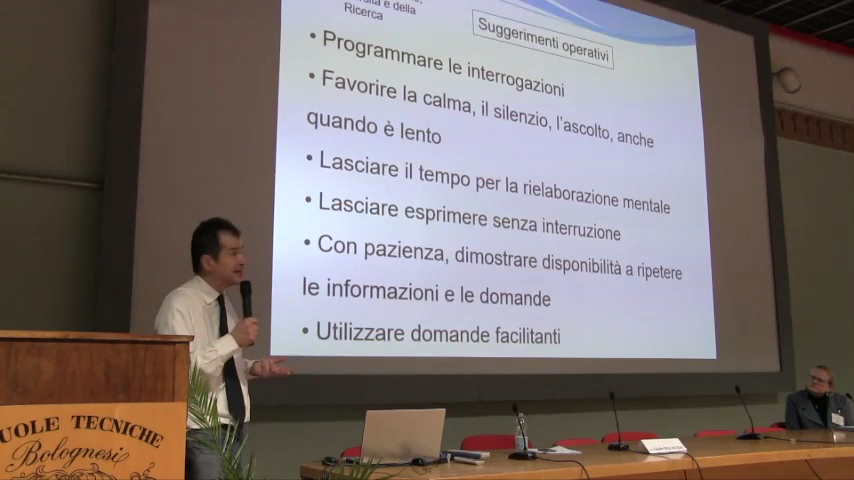 e della
Ricerca
Suggerimenti operativi
• Programmare le interrogazioni
• Favorire la calma, il silenzio, l'ascolto, anche
quando è lento
• Lasciare il tempo per la rielaborazione mentale
• Lasciare esprimere senza interruzione
• Con pazienza, dimostrare disponibilità a ripetere
le informazioni e le domande
• Utilizzare domande facilitanti
UOLE TECNICHE
Bolognesi